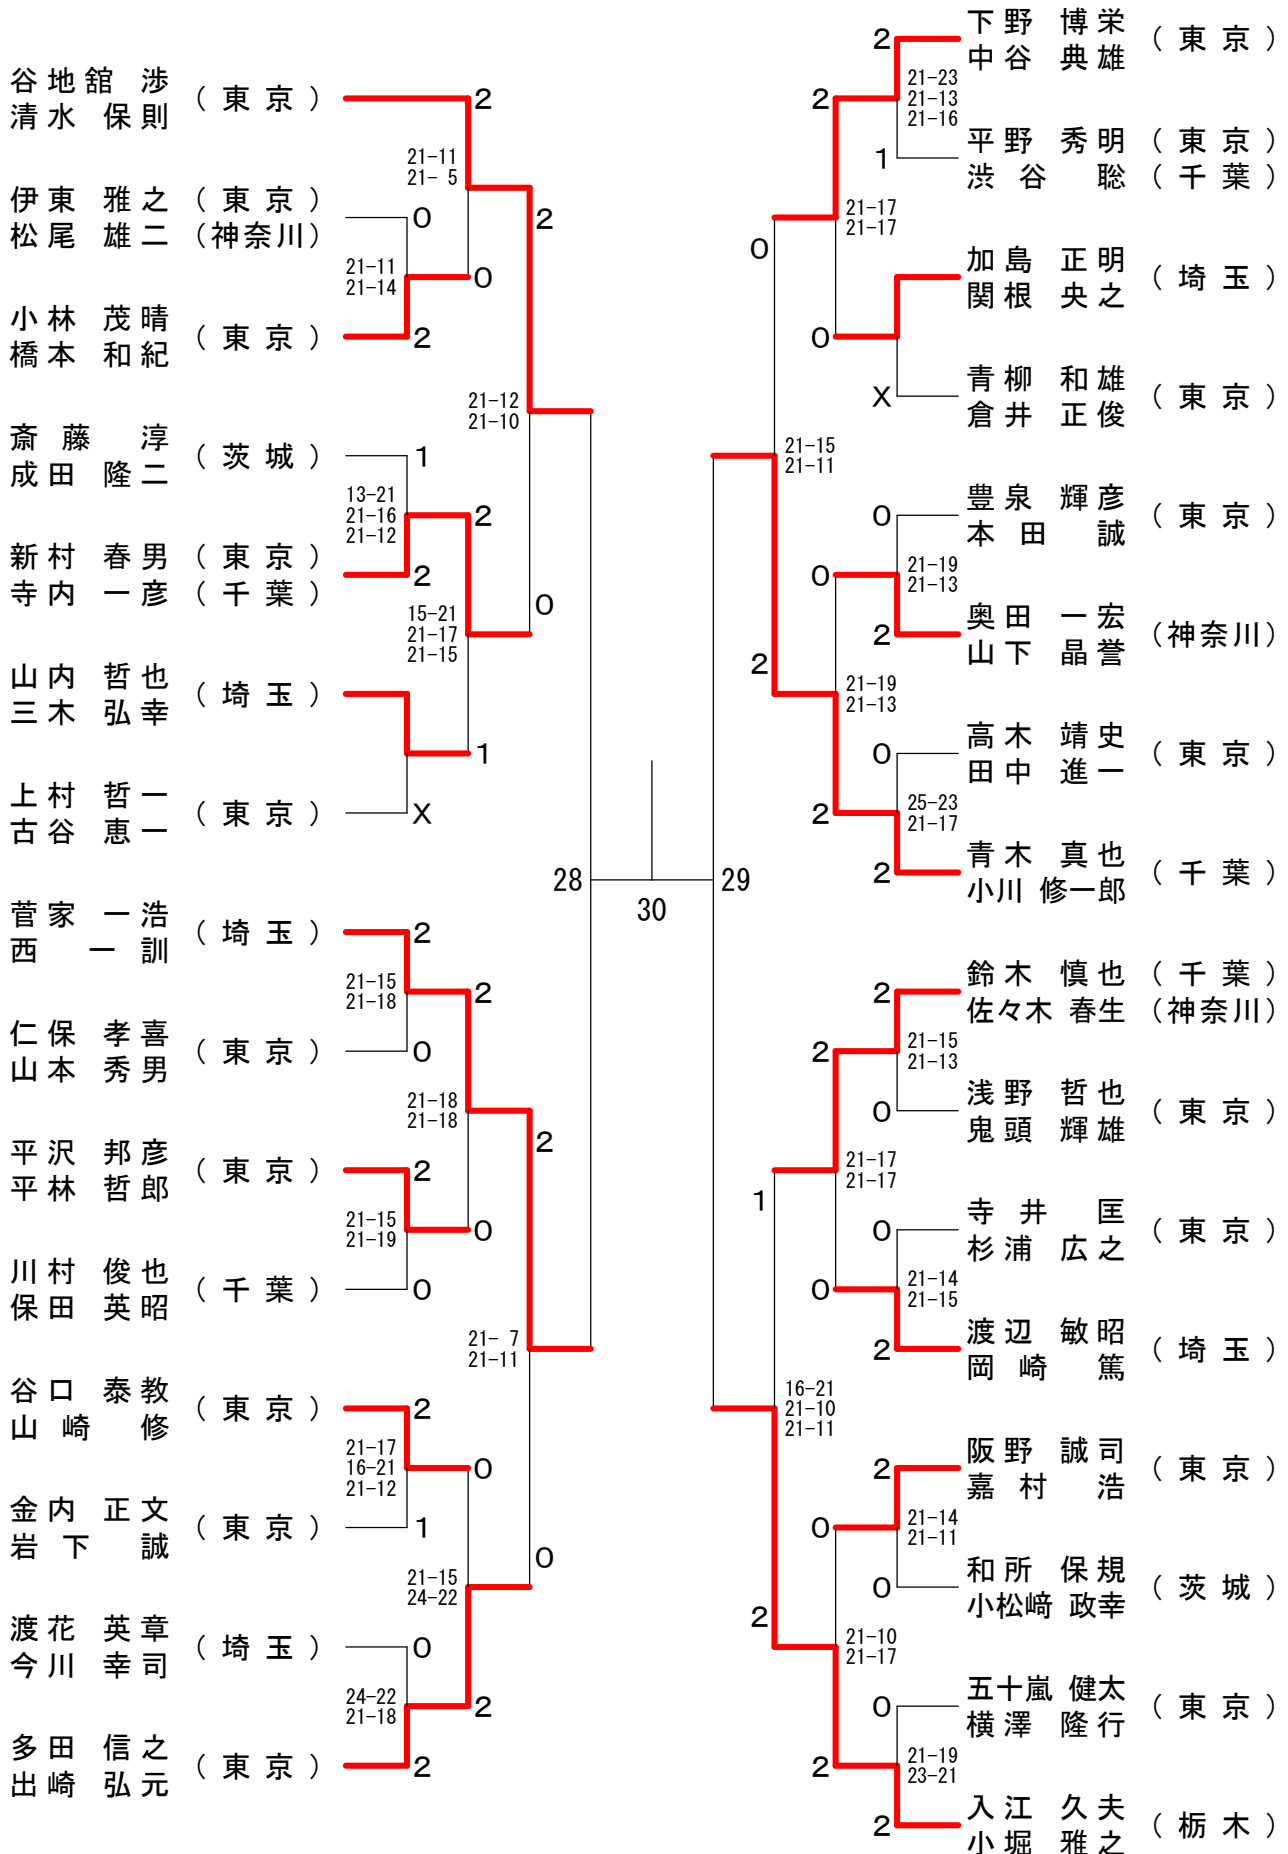 谷地舘 渉 (東京) 2
清水 保則
21-11
21- 5
伊東 雅之 (東京) 0
松尾 雄二 (神奈川)
2
21-11
21-14
0
小林 茂晴 (東京) 2
橋本 和紀
21-12
21-10
斎藤 淳 (茨城) 1
成田 隆二
13-21
21-16
21-12
2
新村 春男 (東京) 2
寺内 一彦 (千葉)
15-21
21-17
21-15
0
山内 哲也 (埼玉)
三木 弘幸
1
上村 哲一 (東京) X
古谷 恵一
28
菅家 一浩 (埼玉) 2
西 一訓
21-15
21-18
2
仁保 孝喜 (東京) 0
山本 秀男
21-18
21-18
2
平沢 邦彦 (東京) 2
平林 哲郎
21-15
21-19
0
川村 俊也 (千葉) 0
保田 英昭
21- 7
21-11
谷口 泰教 (東京) 2
山崎 修
21-17
16-21
21-12
0
金内 正文 (東京) 1
岩下 誠
21-15
24-22
0
渡花 英章 (埼玉) 0
今川 幸司
24-22
21-18
2
多田 信之 (東京) 2
出崎 弘元
30
2 下野 博栄 (東京)
中谷 典雄
2
21-23
21-13
21-16
1 平野 秀明 (東京)
渋谷 聡 (千葉)
0
21-17
21-17
加島 正明 (埼玉)
関根 央之
0
X 青柳 和雄 (東京)
倉井 正俊
21-15
21-11
0 豊泉 輝彦 (東京)
本田 誠
0
21-19
21-13
2 奥田 一宏 (神奈川)
山下 晶誉
2
21-19
21-13
0 高木 靖史 (東京)
田中 進一
2
25-23
21-17
2 青木 真也 (千葉)
小川 修一郎
29
2 鈴木 慎也 (千葉)
佐々木 春生 (神奈川)
2
21-15
21-13
0 浅野 哲也 (東京)
鬼頭 輝雄
1
21-17
21-17
0 寺井 匡 (東京)
杉浦 広之
0
21-14
21-15
2 渡辺 敏昭 (埼玉)
岡崎 篤
16-21
21-10
21-11
2 阪野 誠司 (東京)
嘉村 浩
0
21-14
21-11
0 和所 保規 (茨城)
小松﨑 政幸
2
21-10
21-17
0 五十嵐 健太 (東京)
横澤 隆行
2
21-19
23-21
2 入江 久夫 (栃木)
小堀 雅之